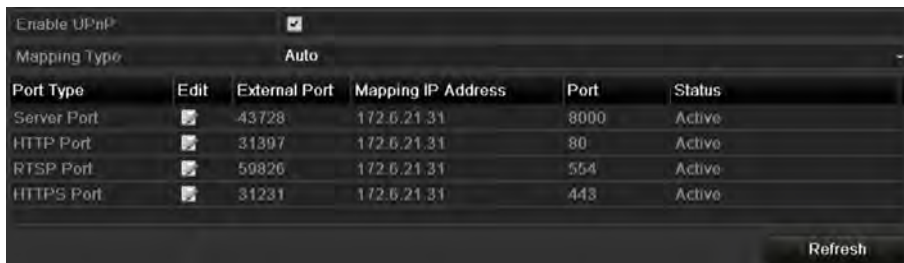 Enable UPnP
Mapping Type Auto
Port Type Edit External Port Mapping IP Address Port Status
Server Port 43728 172.6.21.31 8000 Active
HTTP Port 31397 172.6.21.31 80 Active
RTSP Port 59826 172.6.21.31 554 Active
HTTPS Port 31231 172.6.21.31 443 Active
Refresh